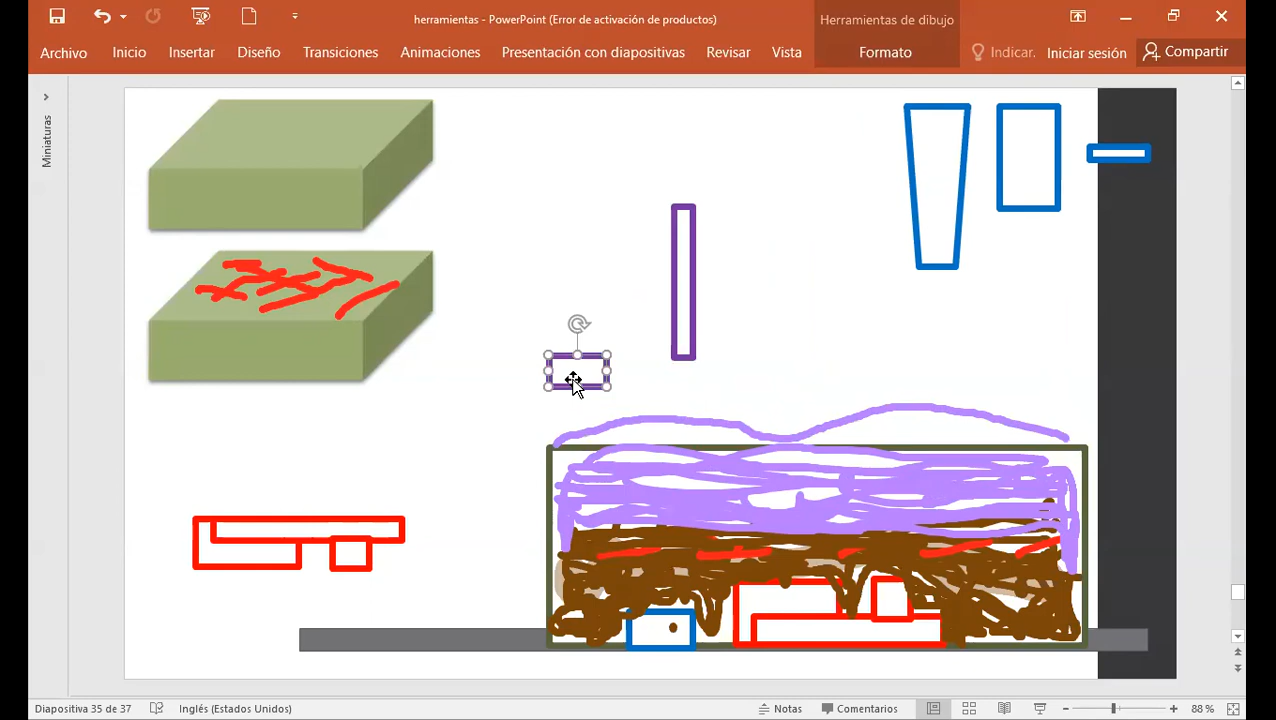 herramientas - PowerPoint (Error de activación de productos)
Herramientas de dibujo
Archivo Inicio Insertar Diseño Transiciones Animaciones Presentación con diapositivas Revisar Vista Formato Indicar. Iniciar sesión Compartir
Miniaturas
Diapositiva 35 de 37 Inglés (Estados Unidos) Notas Comentarios 88 %